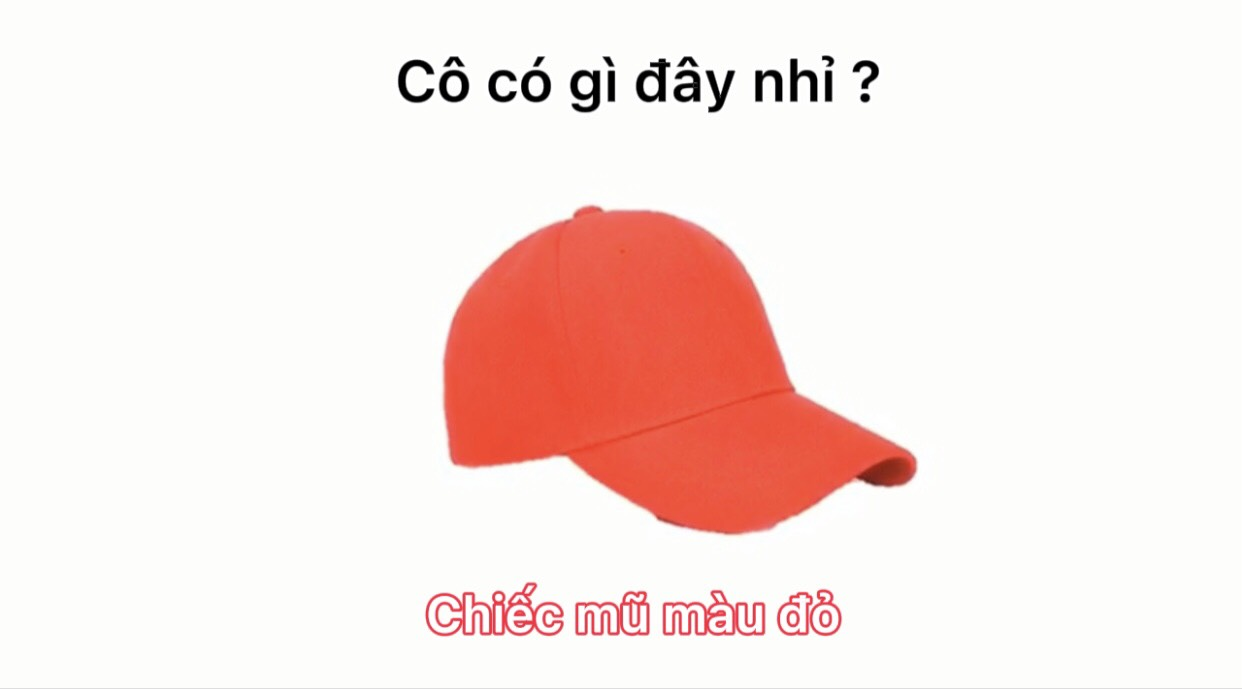 Cô có gì đây nhỉ ?
Chiếc mũ màu đỏ